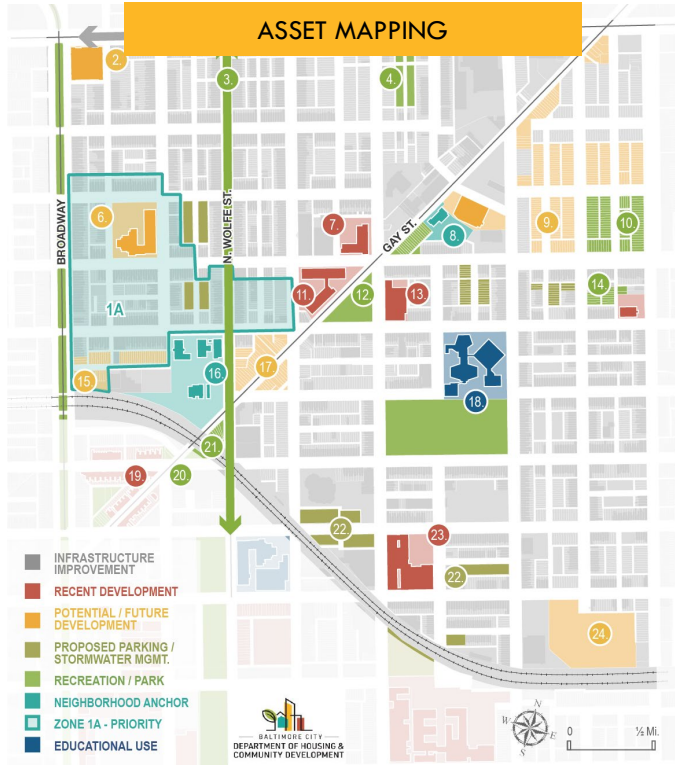 ASSET MAPPING
2.
3.
4.
BROADWAY
N. WOLFE ST.
GAY ST.
6.
7.
8.
9.
10.
1A
11.
12.
13.
14.
15
16.
17
18
19.
20.
21.
22.
23.
22.
24.
INFRASTRUCTURE
IMPROVEMENT
RECENT DEVELOPMENT
POTENTIAL / FUTURE
DEVELOPMENT
PROPOSED PARKING /
STORMWATER MGMT.
RECREATION / PARK
NEIGHBORHOOD ANCHOR
ZONE 1A - PRIORITY
EDUCATIONAL USE
BALTIMORE CITY
DEPARTMENT OF HOUSING &
COMMUNITY DEVELOPMENT
N
W
E
S
0
½ Mi.